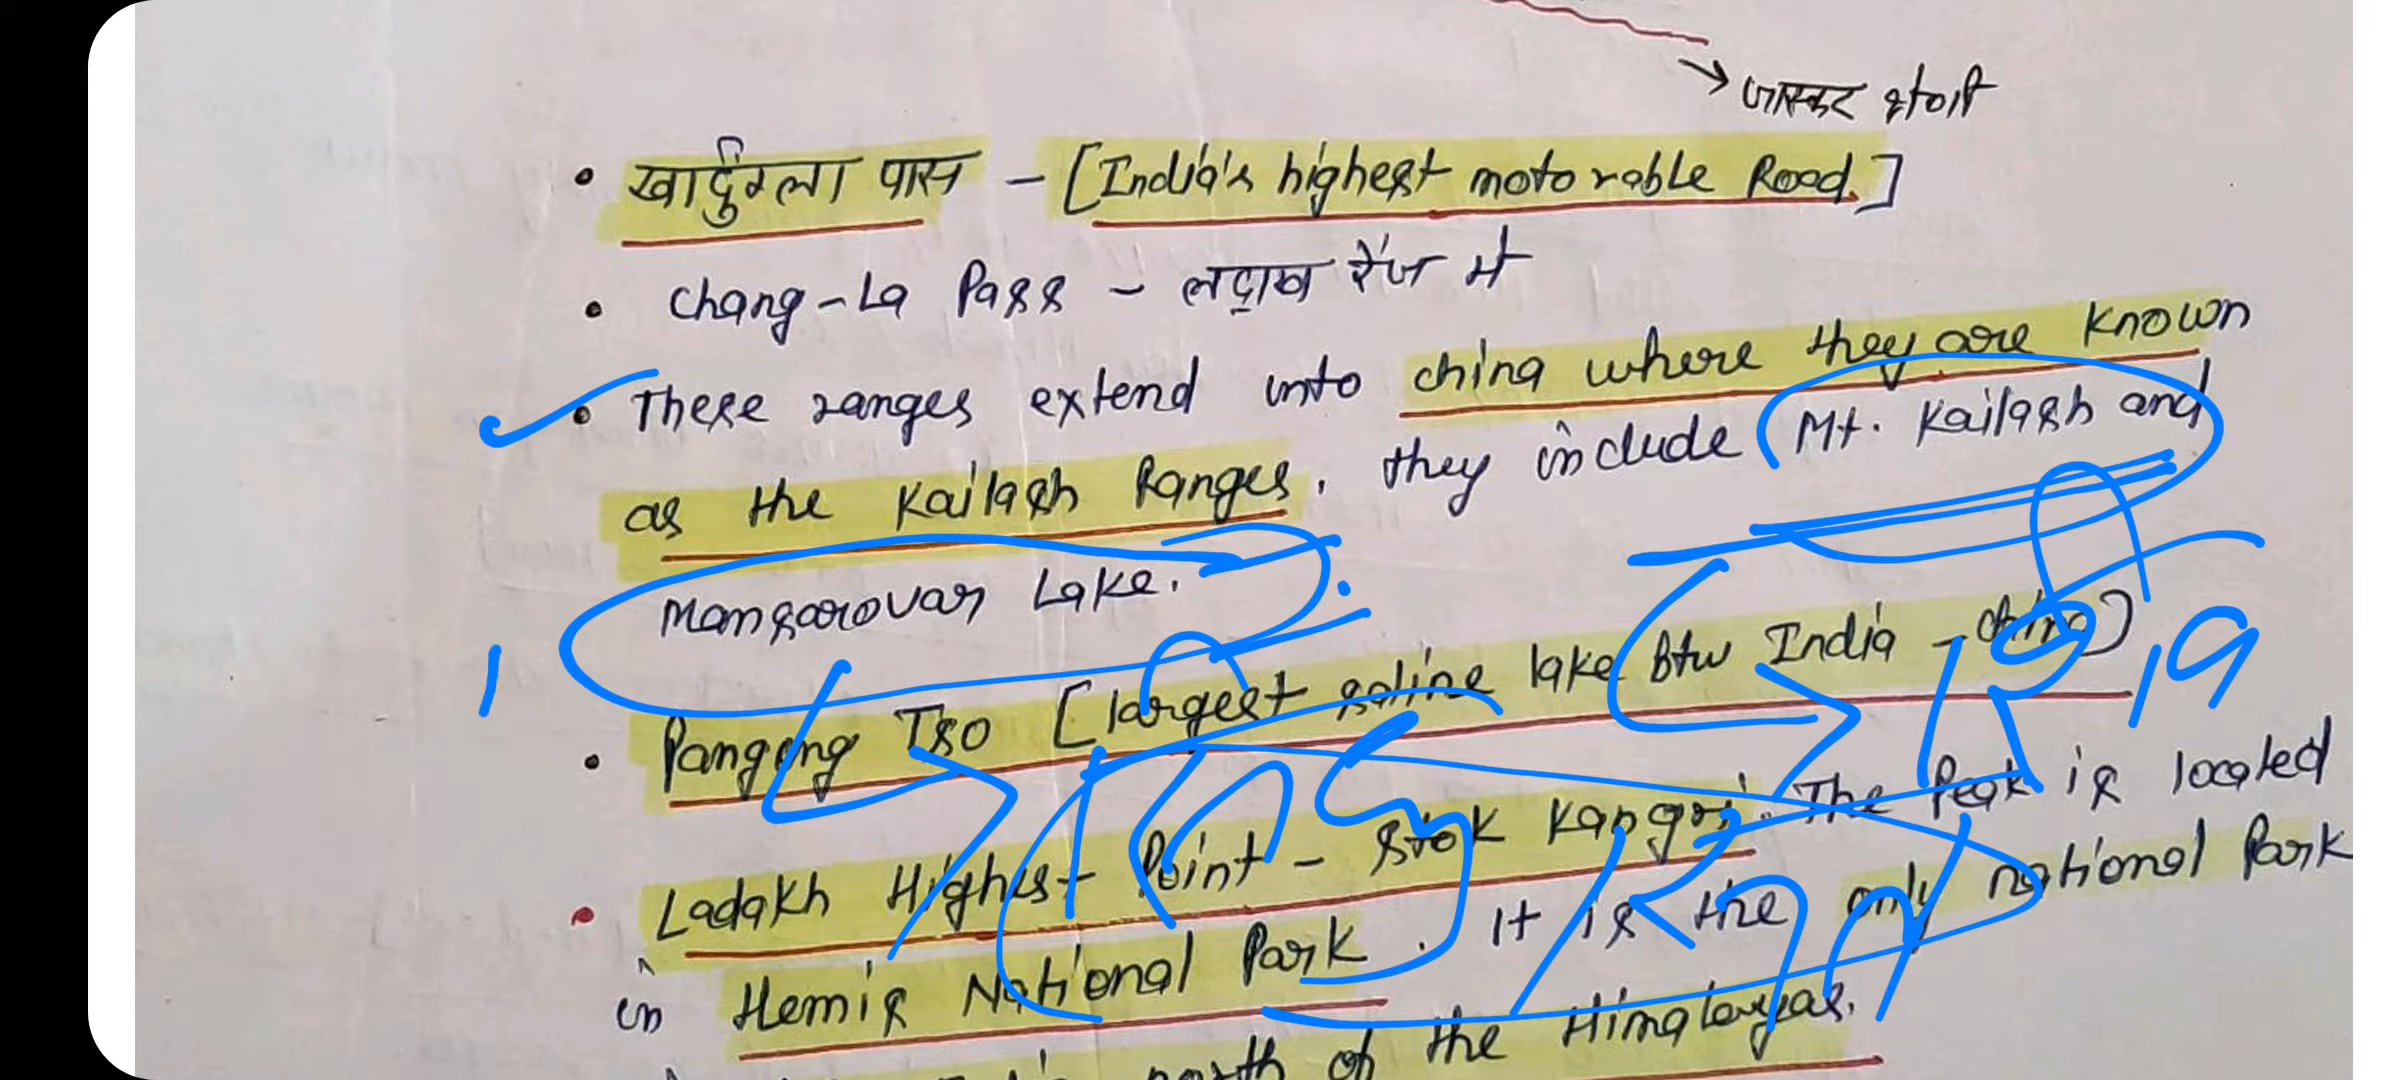 → जास्कर श्रेणी
• खार्दुंगला पास – [India's highest motorable Road.]
• Chang-La Pass – लद्दाख रेंज में
• These ranges extend into china where they are known
as the Kailash Ranges. they include Mt. Kailash and
Mansarovar Lake.
• Pangong Tso [largest saline lake btw India - China]
• Ladakh Highest Point – Stok Kangri. The Peak is located
in Hemis National Park. It is the only national Park
north of the Himalayas.